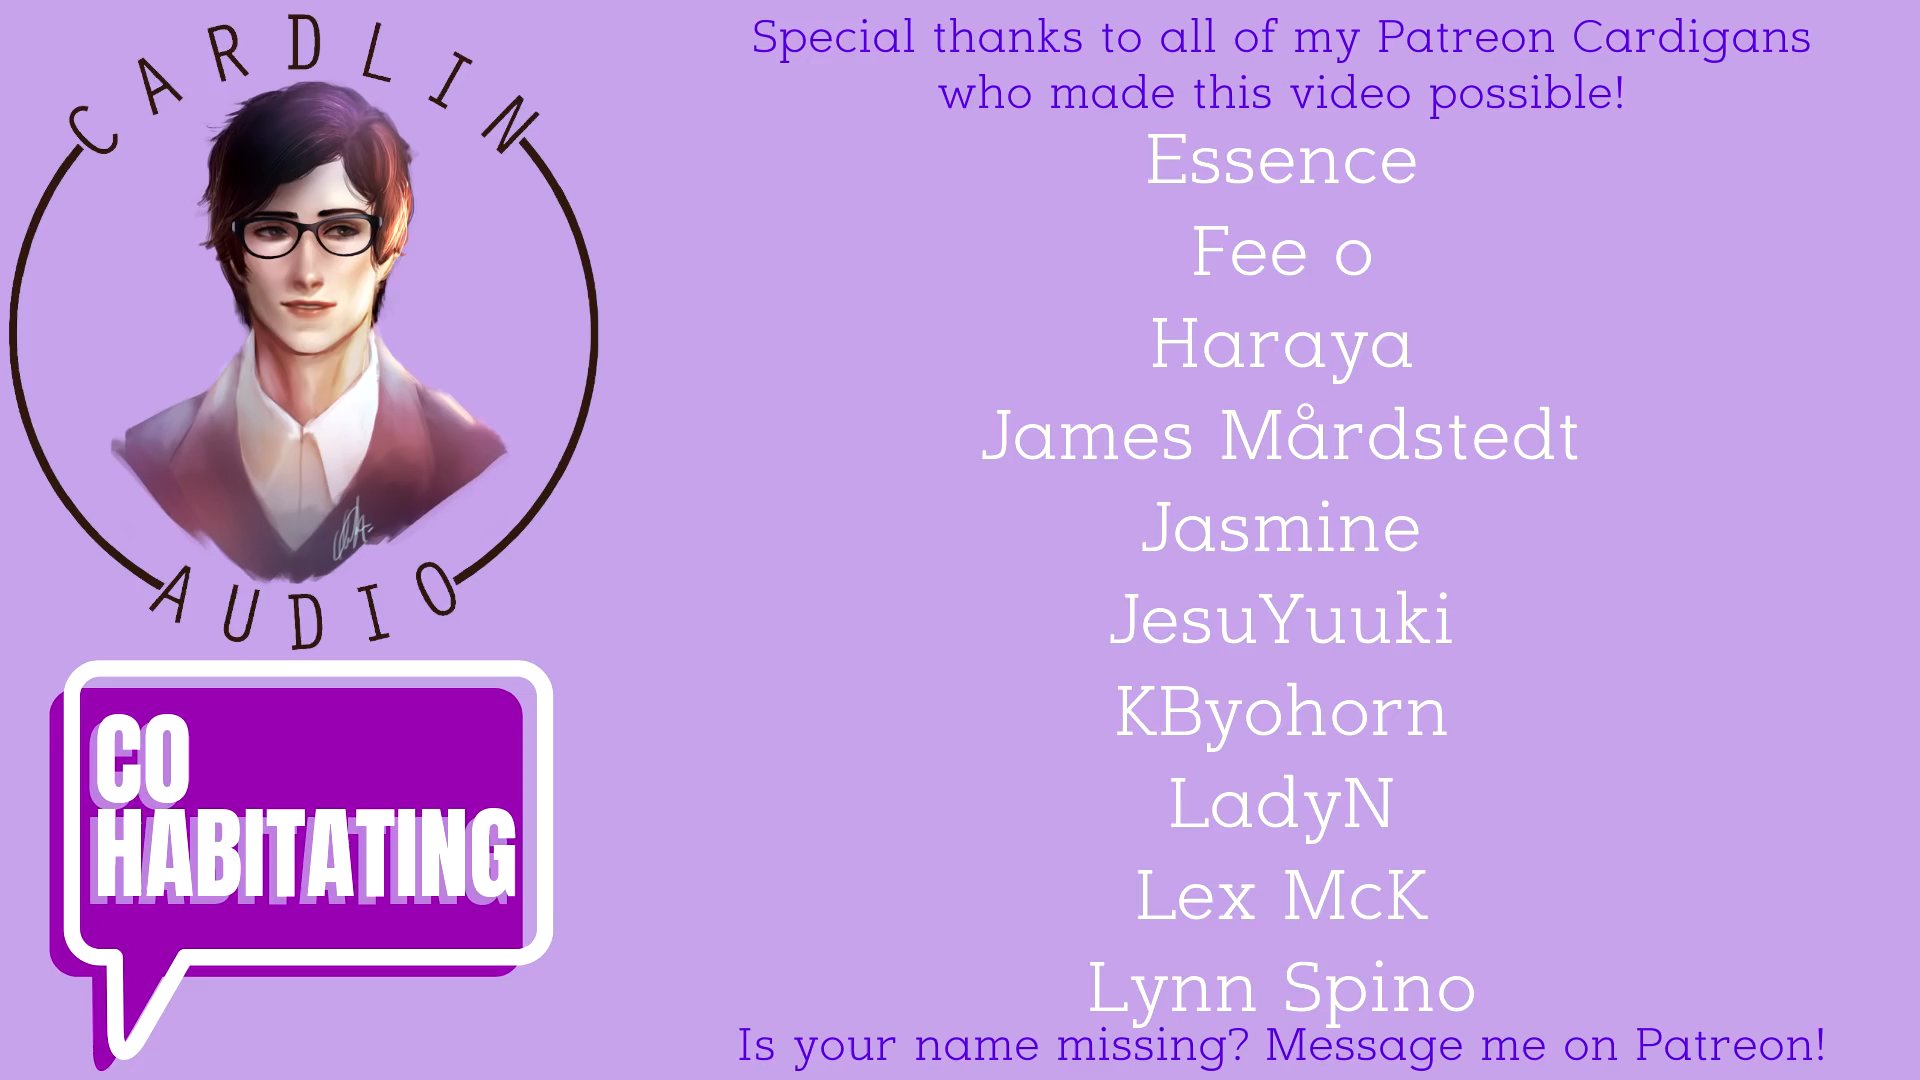 CARDLIN
AUDIO
CO
HABITATING
Special thanks to all of my Patreon Cardigans
who made this video possible!
Essence
Fee o
Haraya
James Mårdstedt
Jasmine
JesuYuuki
KByohorn
LadyN
Lex McK
Lynn Spino
Is your name missing? Message me on Patreon!